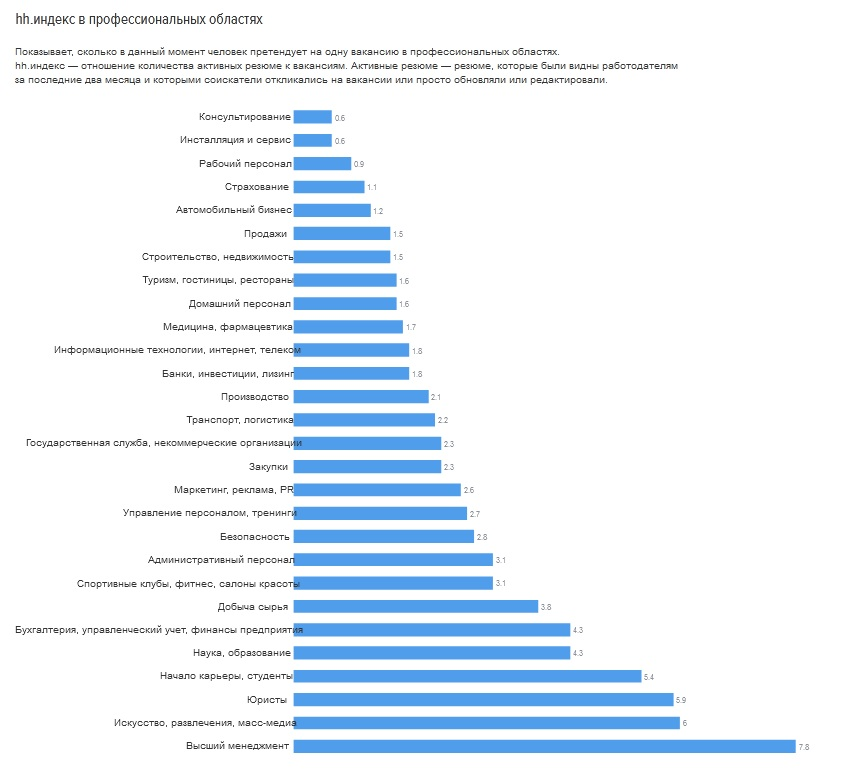 hh.индекс в профессиональных областях
Показывает, сколько в данный момент человек претендует на одну вакансию в профессиональных областях.
hh.индекс — отношение количества активных резюме к вакансиям. Активные резюме — резюме, которые были видны работодателям
за последние два месяца и которыми соискатели откликались на вакансии или просто обновляли или редактировали.
Консультирование 0.6
Инсталляция и сервис 0.6
Рабочий персонал 0.9
Страхование 1.1
Автомобильный бизнес 1.2
Продажи 1.5
Строительство, недвижимость 1.5
Туризм, гостиницы, рестораны 1.6
Домашний персонал 1.6
Медицина, фармацевтика 1.7
Информационные технологии, интернет, телеком 1.8
Банки, инвестиции, лизинг 1.8
Производство 2.1
Транспорт, логистика 2.2
Государственная служба, некоммерческие организации 2.3
Закупки 2.3
Маркетинг, реклама, PR 2.6
Управление персоналом, тренинги 2.7
Безопасность 2.8
Административный персонал 3.1
Спортивные клубы, фитнес, салоны красоты 3.1
Добыча сырья 3.8
Бухгалтерия, управленческий учет, финансы предприятия 4.3
Наука, образование 4.3
Начало карьеры, студенты 5.4
Юристы 5.9
Искусство, развлечения, масс-медиа 6
Высший менеджмент 7.8